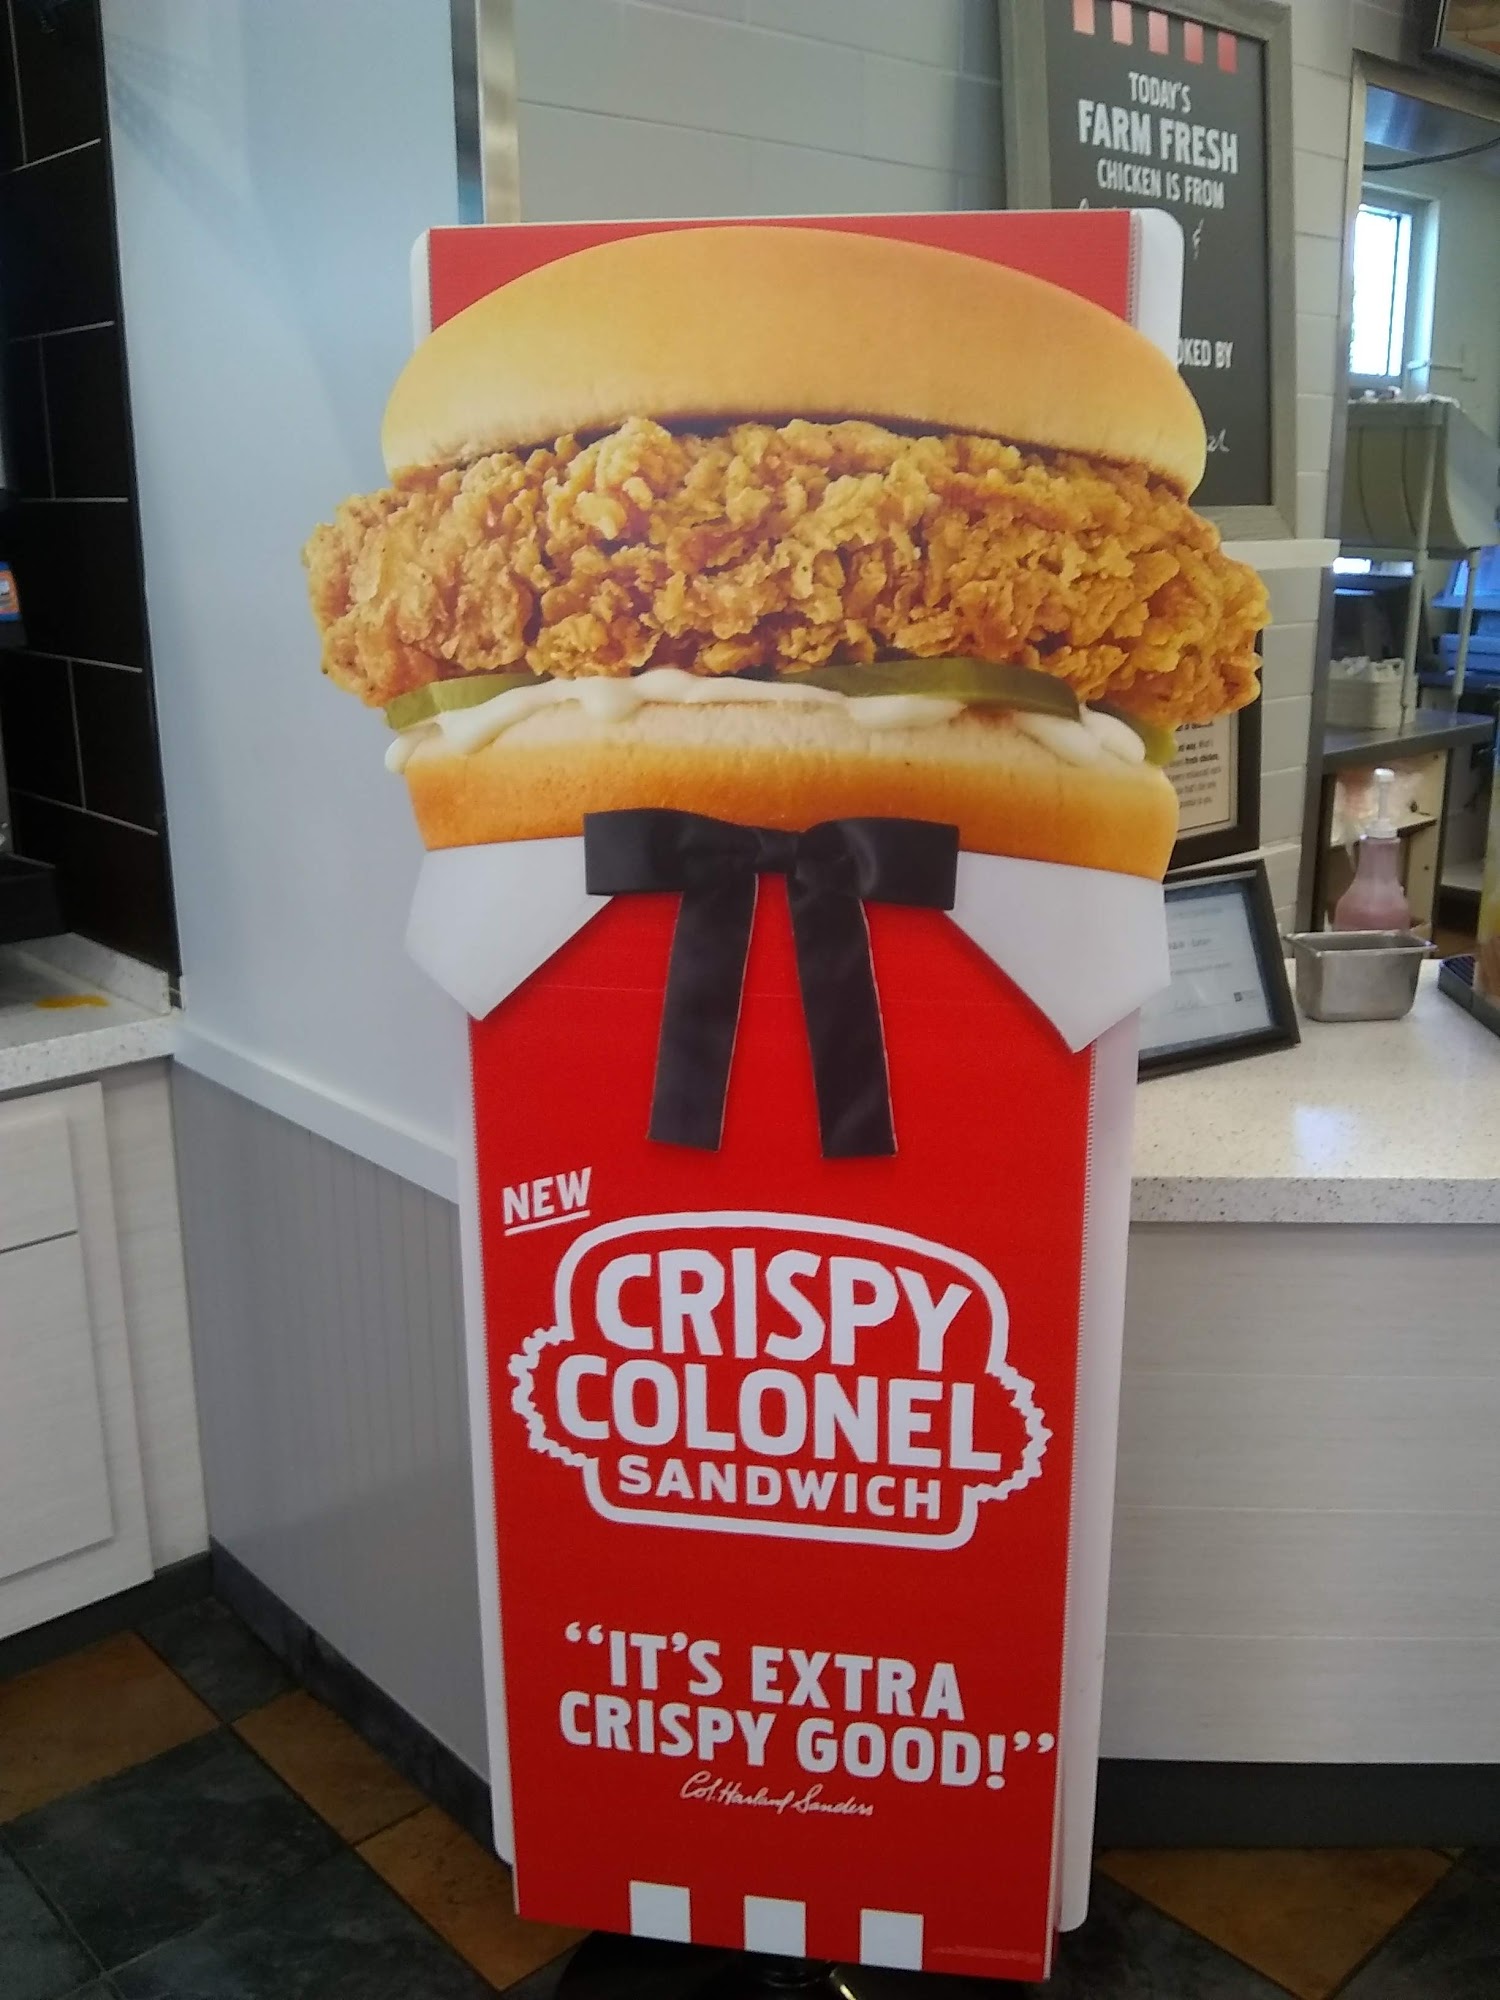 TODAY'S
FARM FRESH
CHICKEN IS FROM
OKED BY
NEW
CRISPY
COLONEL
SANDWICH
“IT'S EXTRA
CRISPY GOOD!”
Col. Harland Sanders